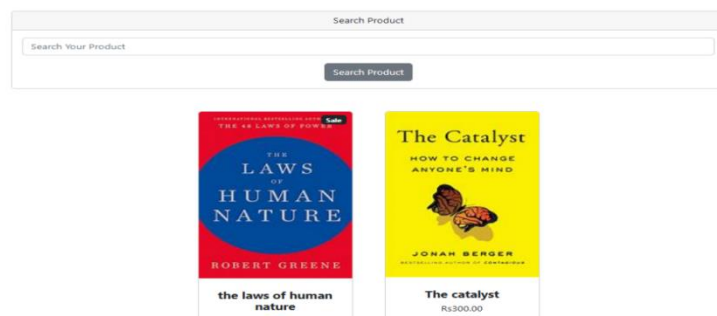 Search Product
Search Your Product
Search Product
INTERNATIONAL BESTSELLING
Sale
THE 48 LAWS OF POWER
THE
LAWS
OF
HUMAN
NATURE
ROBERT GREENE
the laws of human
nature
The Catalyst
HOW TO CHANGE
ANYONE'S MIND
JONAH BERGER
BESTSELLING AUTHOR OF CONTAGIOUS
The catalyst
Rs300.00